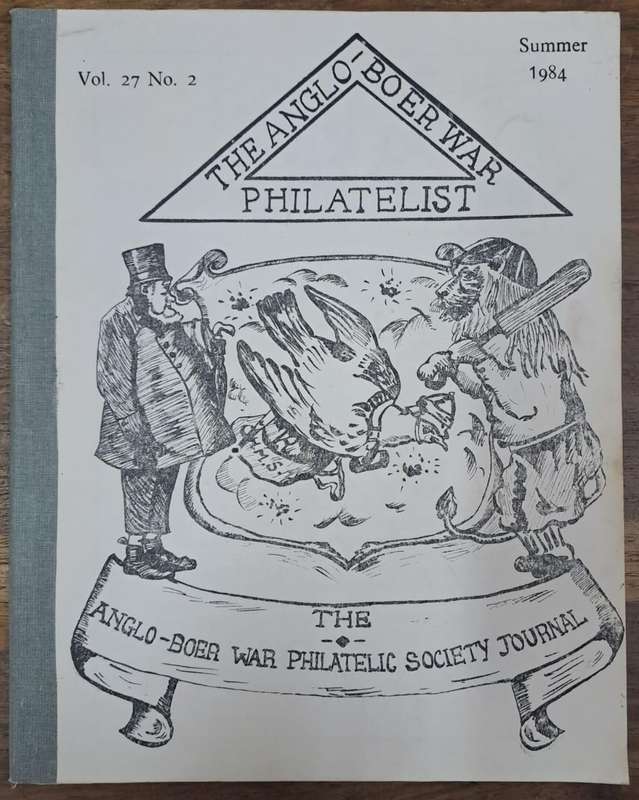 Vol. 27 No. 2
Summer
1984
THE ANGLO-BOER WAR
PHILATELIST
H.M.S.
THE
ANGLO-BOER WAR PHILATELIC SOCIETY JOURNAL